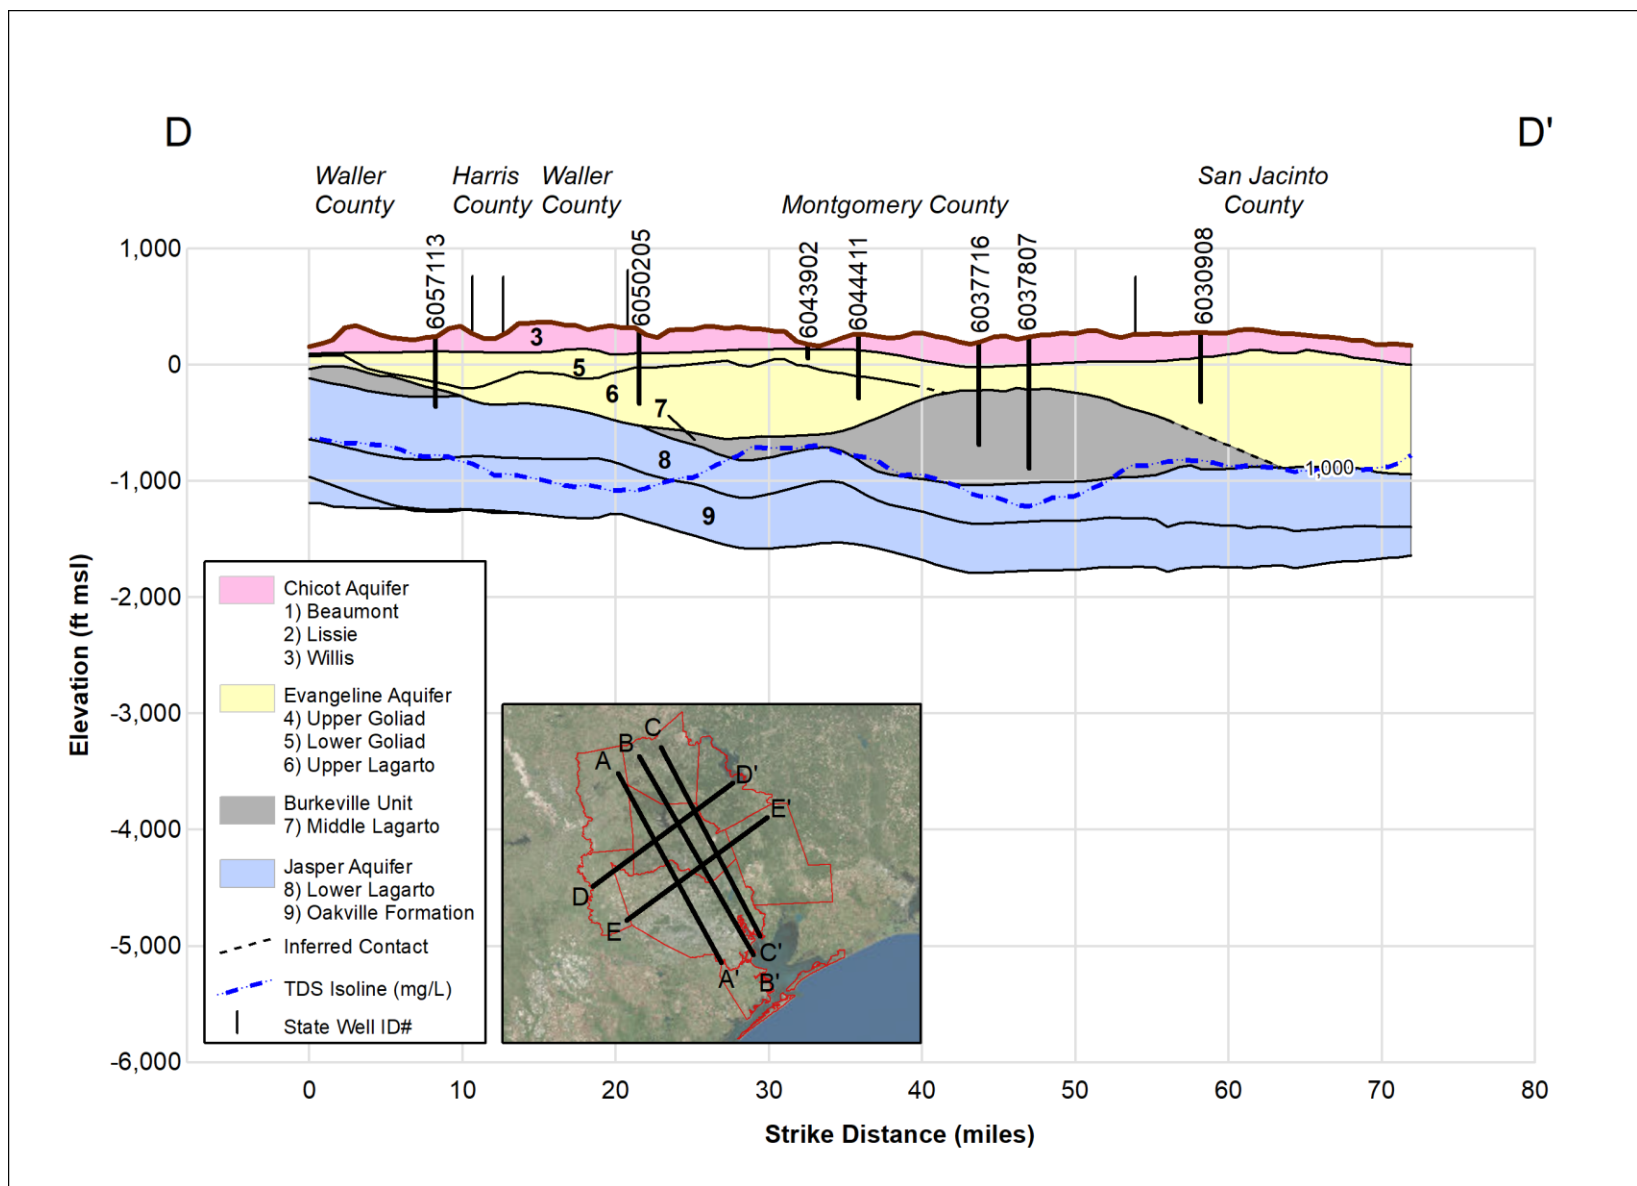 D
D'
Waller
County
Harris
County
Waller
County
Montgomery County
San Jacinto
County
6057113
6050205
6043902
6044411
6037716
6037807
6030908
1,000
0
-1,000
-2,000
-3,000
-4,000
-5,000
-6,000
Elevation (ft msl)
3
5
6
7
8
9
1,000
Chicot Aquifer
1) Beaumont
2) Lissie
3) Willis
Evangeline Aquifer
4) Upper Goliad
5) Lower Goliad
6) Upper Lagarto
Burkeville Unit
7) Middle Lagarto
Jasper Aquifer
8) Lower Lagarto
9) Oakville Formation
Inferred Contact
TDS Isoline (mg/L)
State Well ID#
C
B
A
D'
E'
D
E
C'
A'
B'
0 10 20 30 40 50 60 70 80
Strike Distance (miles)